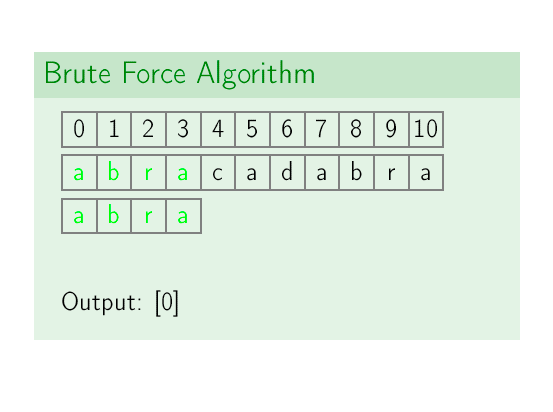 Brute Force Algorithm
0 1 2 3 4 5 6 7 8 9 10
a b r a c a d a b r a
a b r a
Output: [0]